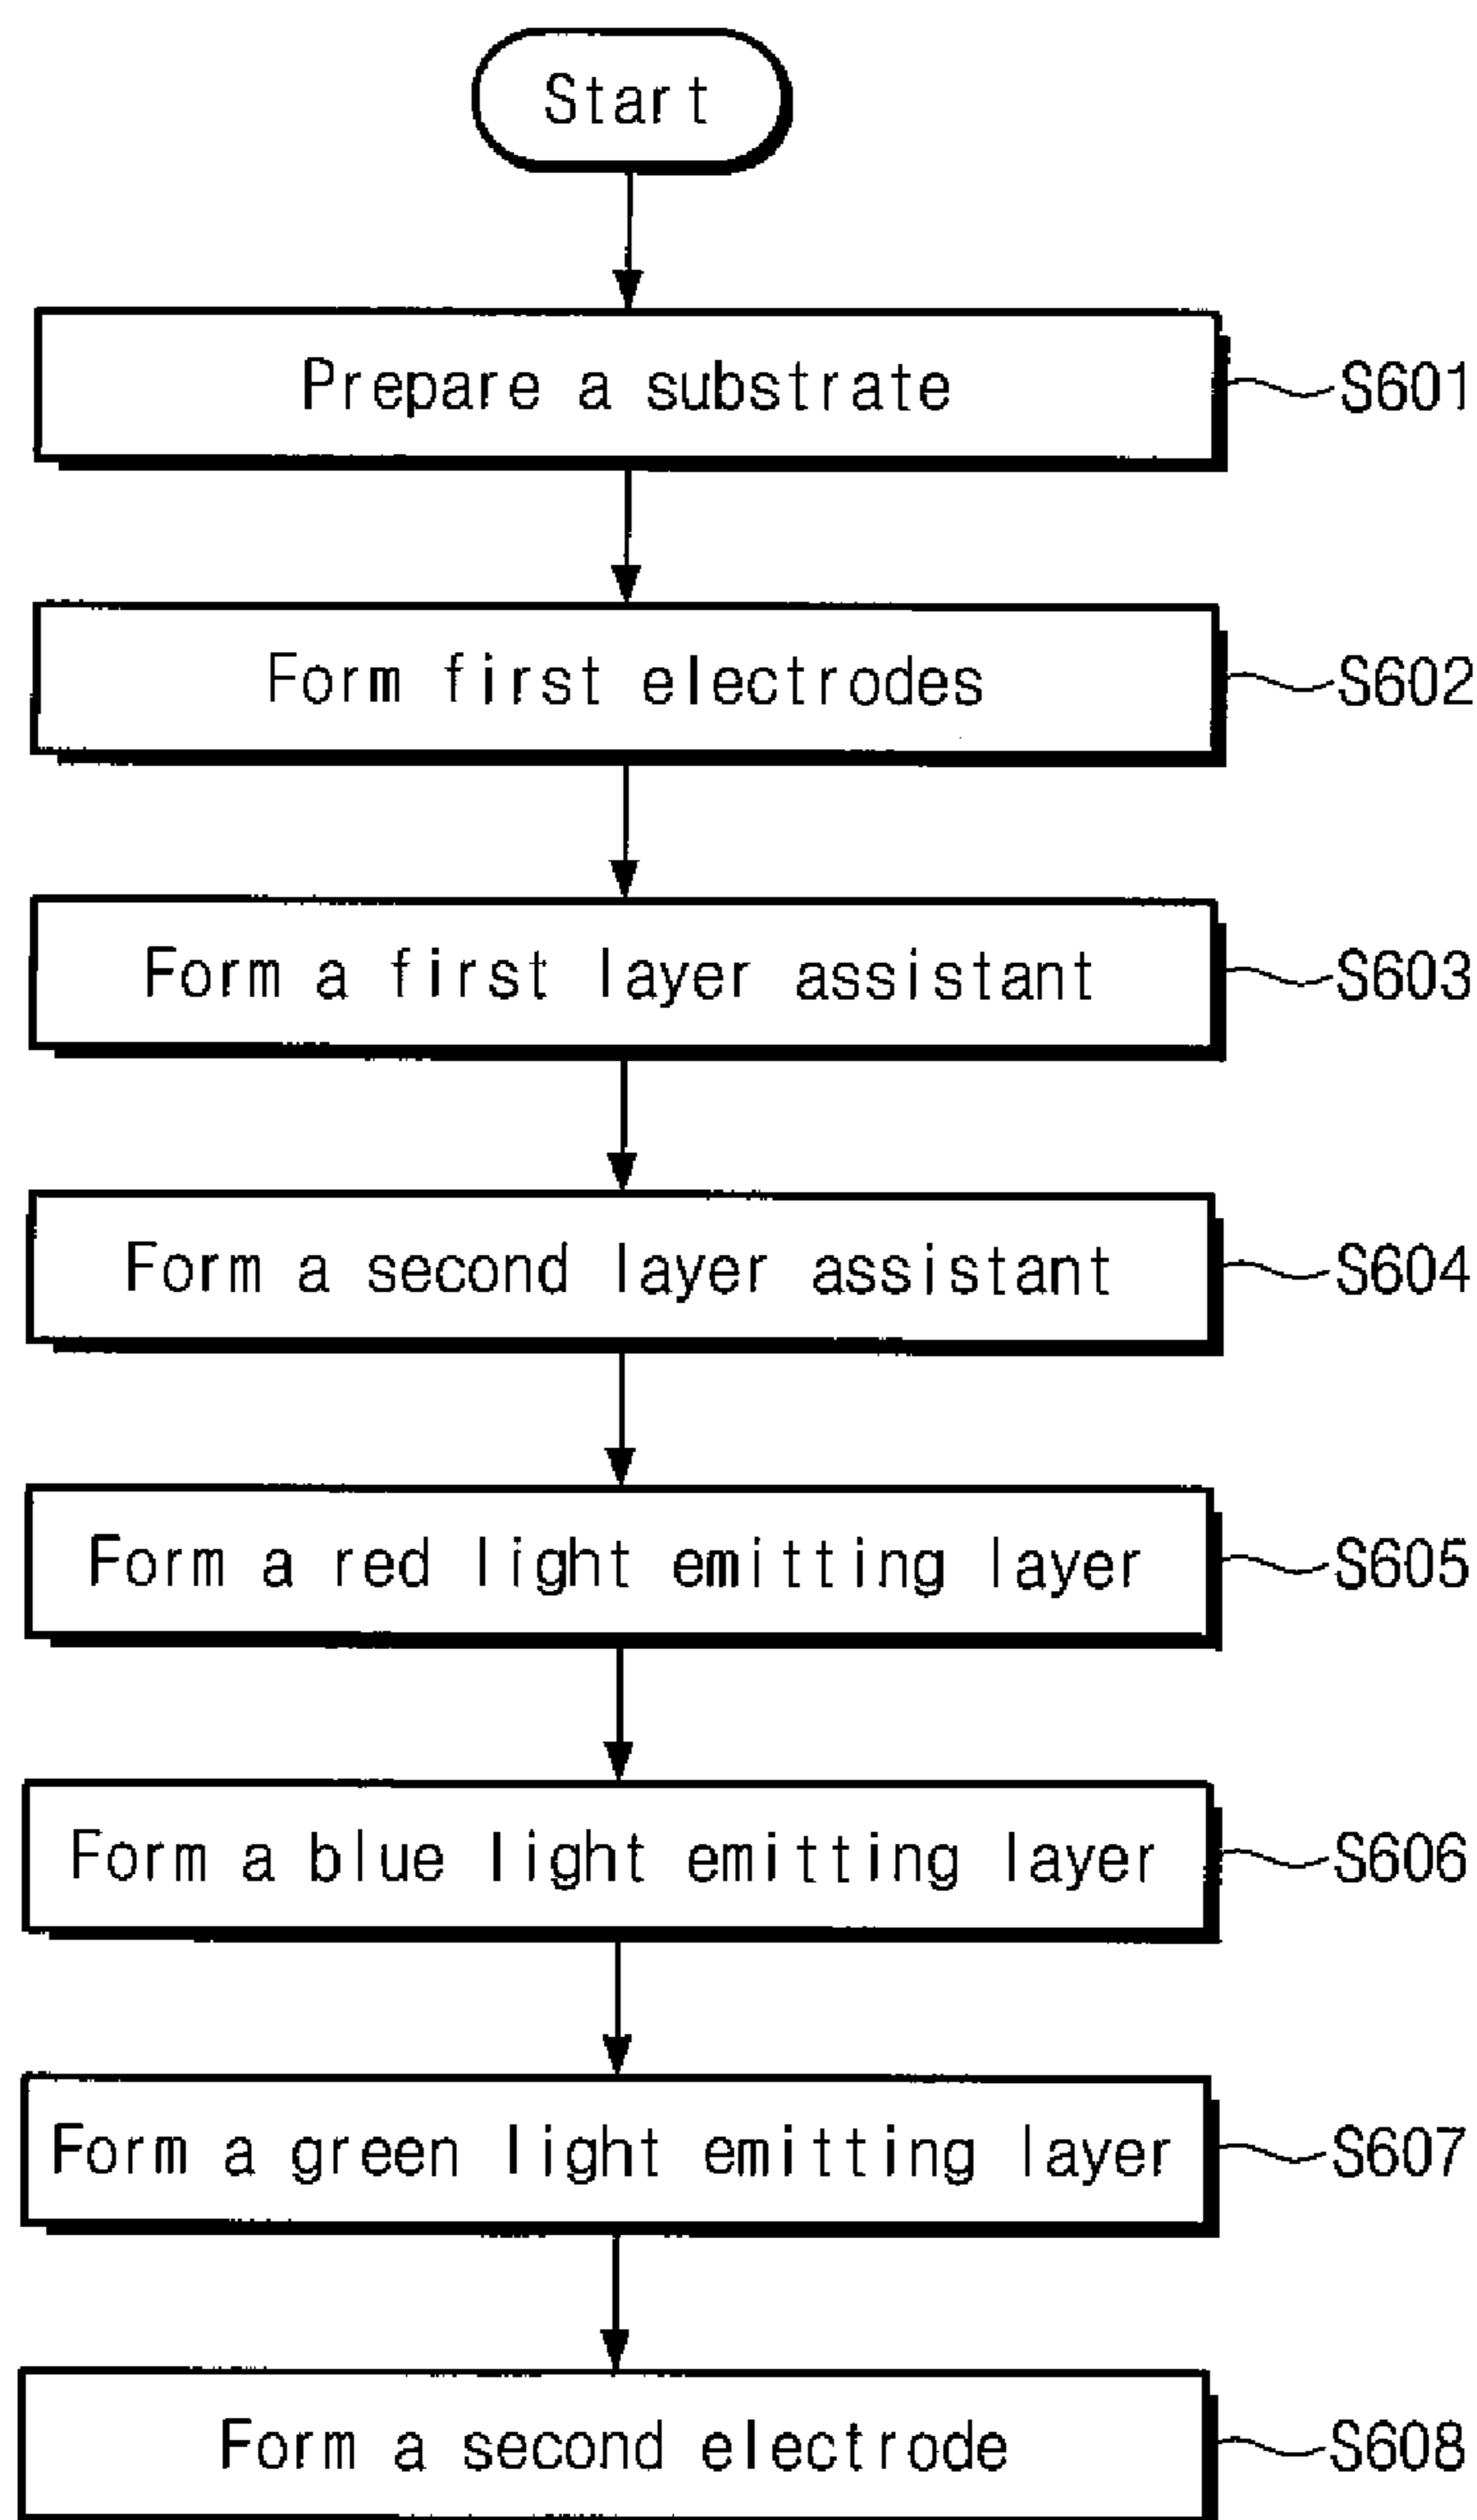 Start
Prepare a substrate S601
Form first electrodes S602
Form a first layer assistant S603
Form a second layer assistant S604
Form a red light emitting layer S605
Form a blue light emitting layer S606
Form a green light emitting layer S607
Form a second electrode S608